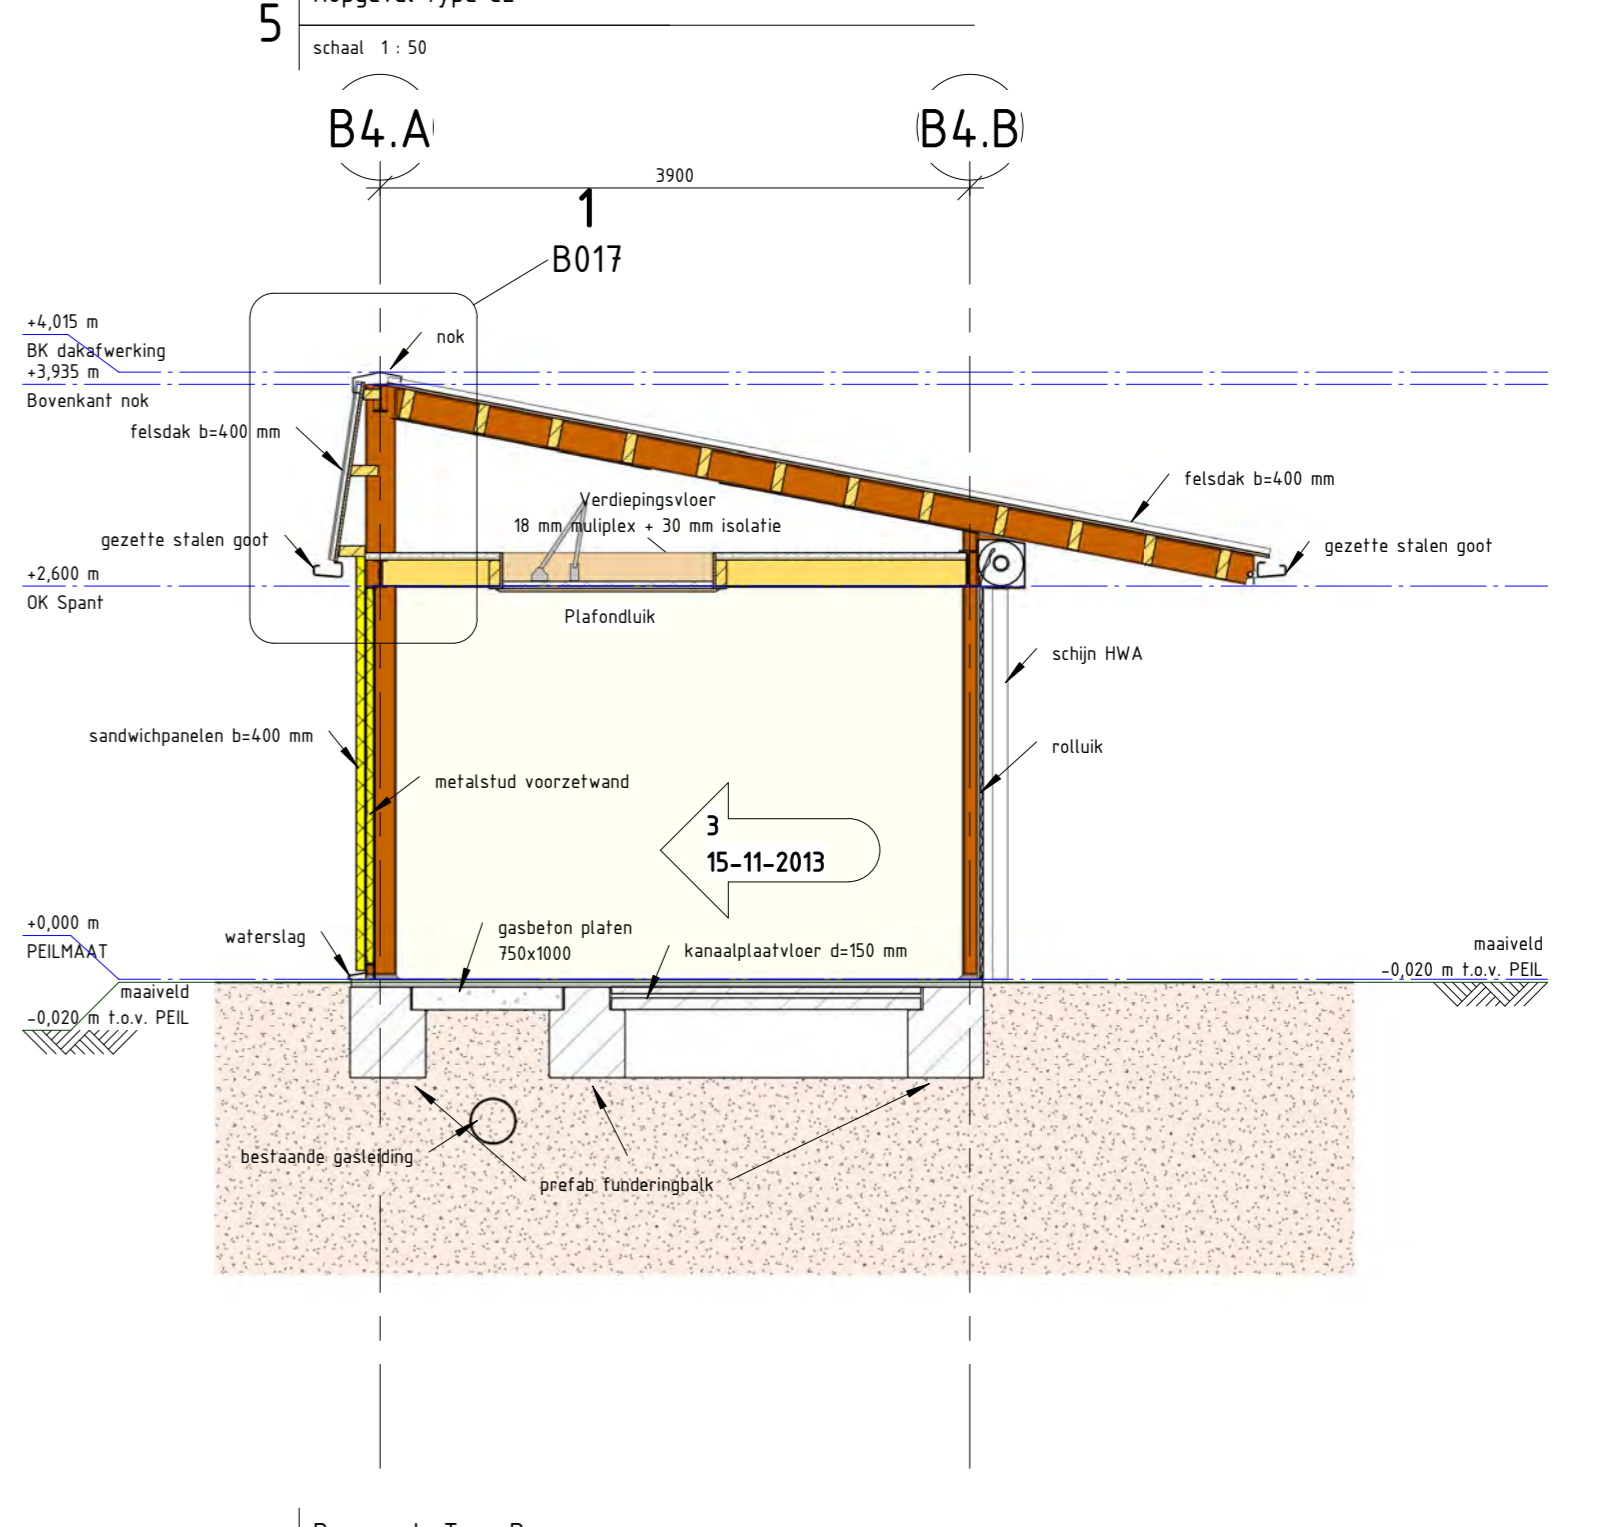 5
schaal 1 : 50
B4.A
B4.B
3900
1
B017
+4,015 m
BK dakafwerking
+3,935 m
Bovenkant nok
nok
felsdak b=400 mm
felsdak b=400 mm
Verdiepingsvloer
18 mm muliplex + 30 mm isolatie
gezette stalen goot
gezette stalen goot
+2,600 m
OK Spant
Plafondluik
schijn HWA
sandwichpanelen b=400 mm
rolluik
metalstud voorzetwand
3
15-11-2013
+0,000 m
PEILMAAT
waterslag
gasbeton platen
750x1000
kanaalplaatvloer d=150 mm
maaiveld
-0,020 m t.o.v. PEIL
maaiveld
-0,020 m t.o.v. PEIL
bestaande gasleiding
prefab funderingbalk